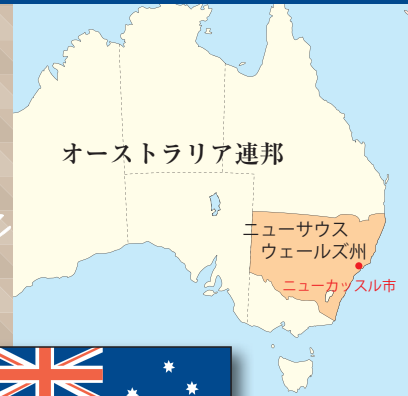 オーストラリア連邦
ニューサウス
ウェールズ州
ニューカッスル市